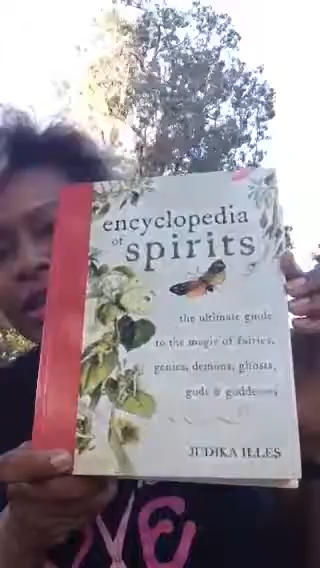 encyclopedia
of spirits
the ultimate guide
to the magic of fairies,
genies, demons, ghosts,
gods & goddesses
JUDIKA ILLES